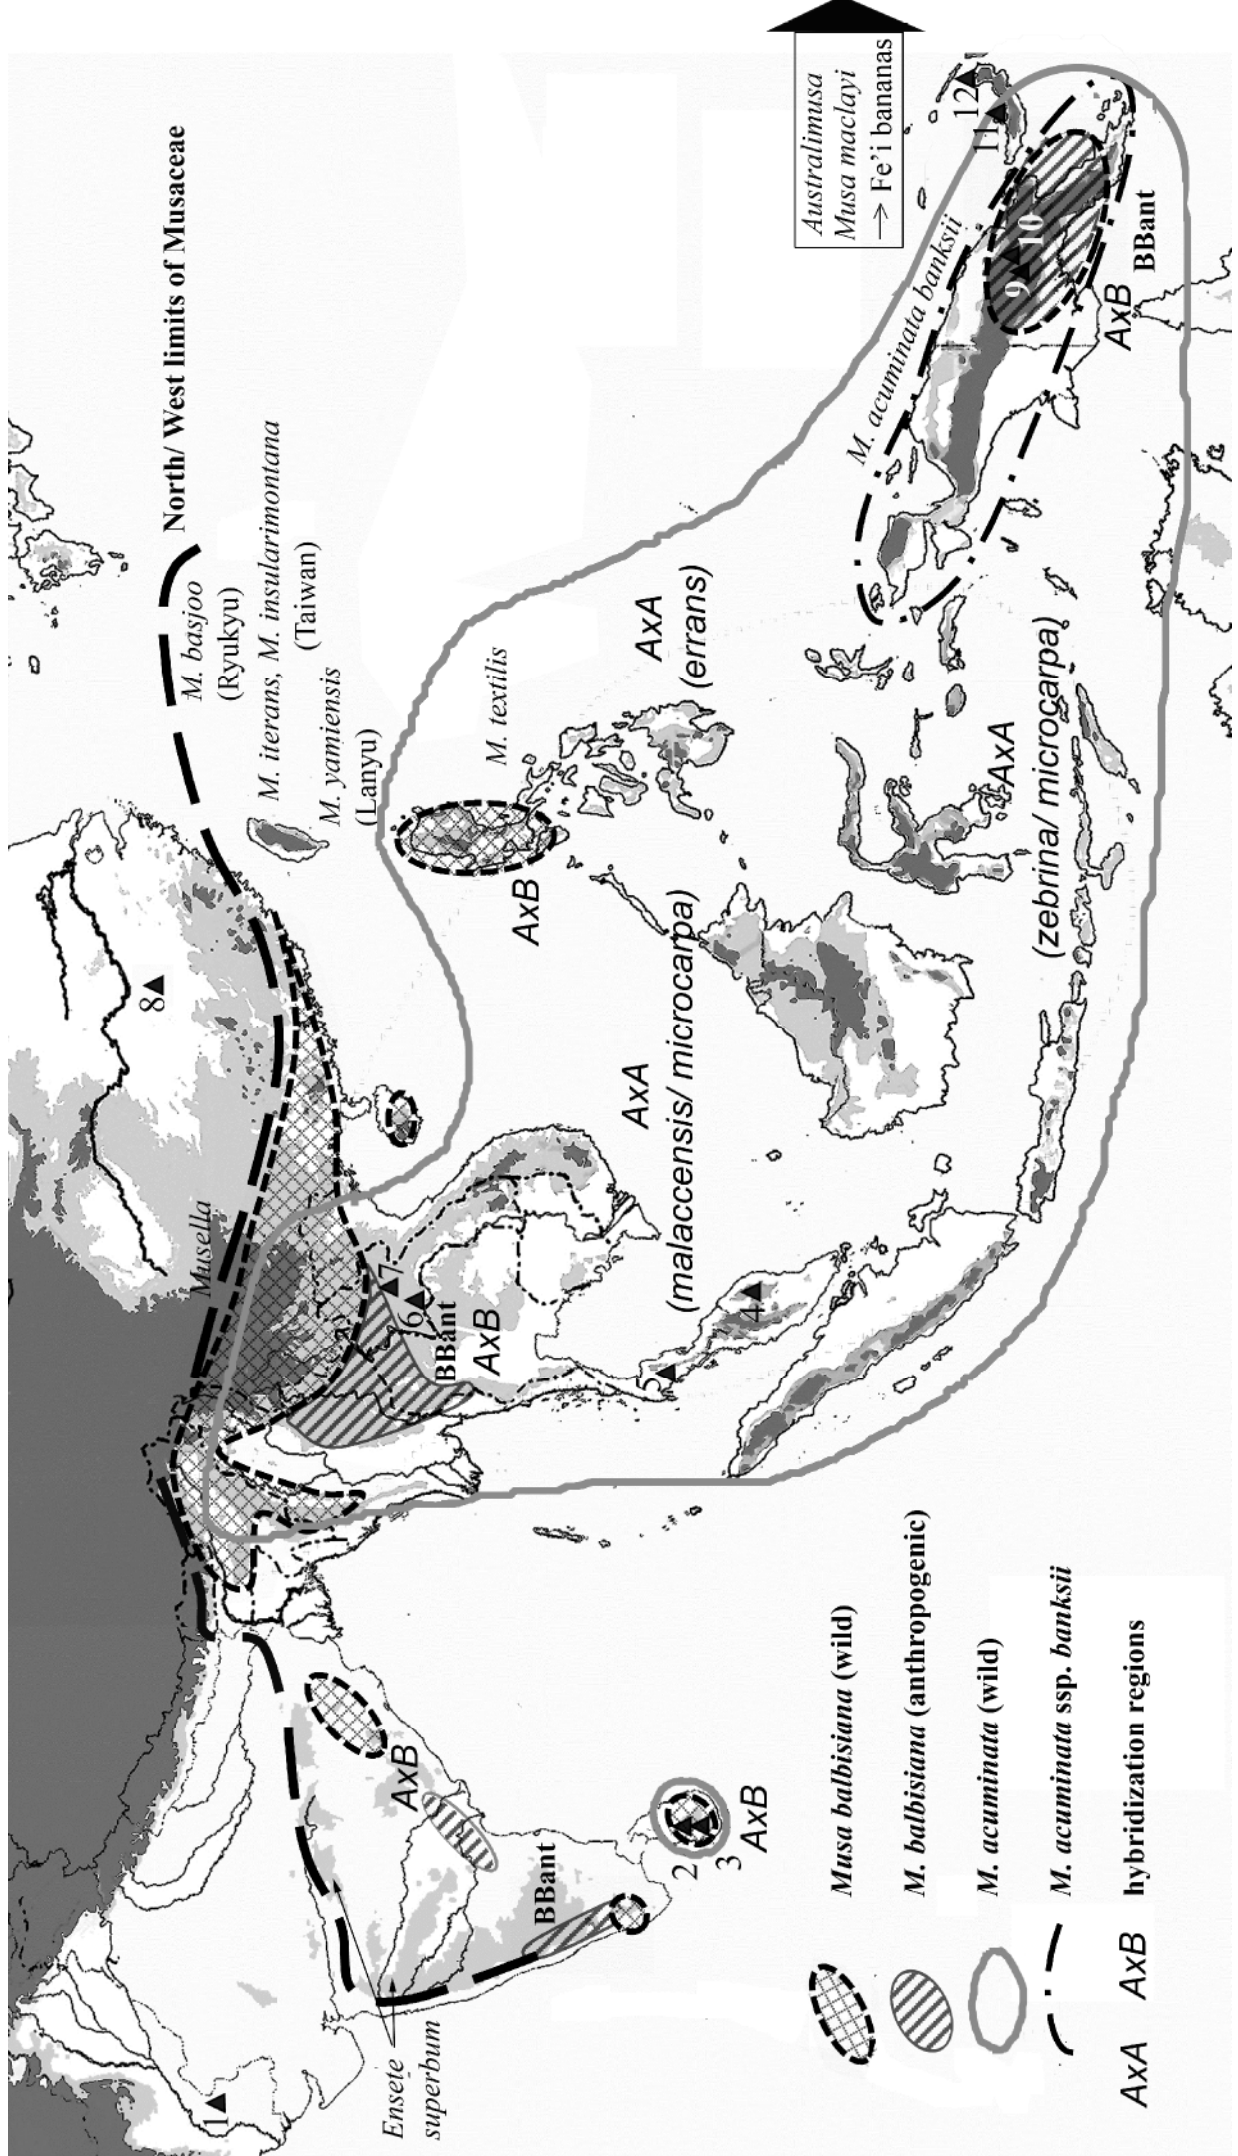 North/ West limits of Musaceae
M. basjoo
(Ryukyu)
M. iterans, M. insularimontana
(Taiwan)
M. yamiensis
(Lanyu)
8
Musella
1
Ensete
superbum
AxB
BBant
2
3
AxB
7
6
BBant
AxB
M. textilis
AxB
AxA
(errans)
AxA
(malaccensis/ microcarpa)
5
4
AxA
(zebrina/ microcarpa)
Australimusa
Musa maclayi
→ Fe'i bananas
M. acuminata banksii
12
11
9
10
AxB
BBant
Musa balbisiana (wild)
M. balbisiana (anthropogenic)
M. acuminata (wild)
M. acuminata ssp. banksii
AxA AxB hybridization regions